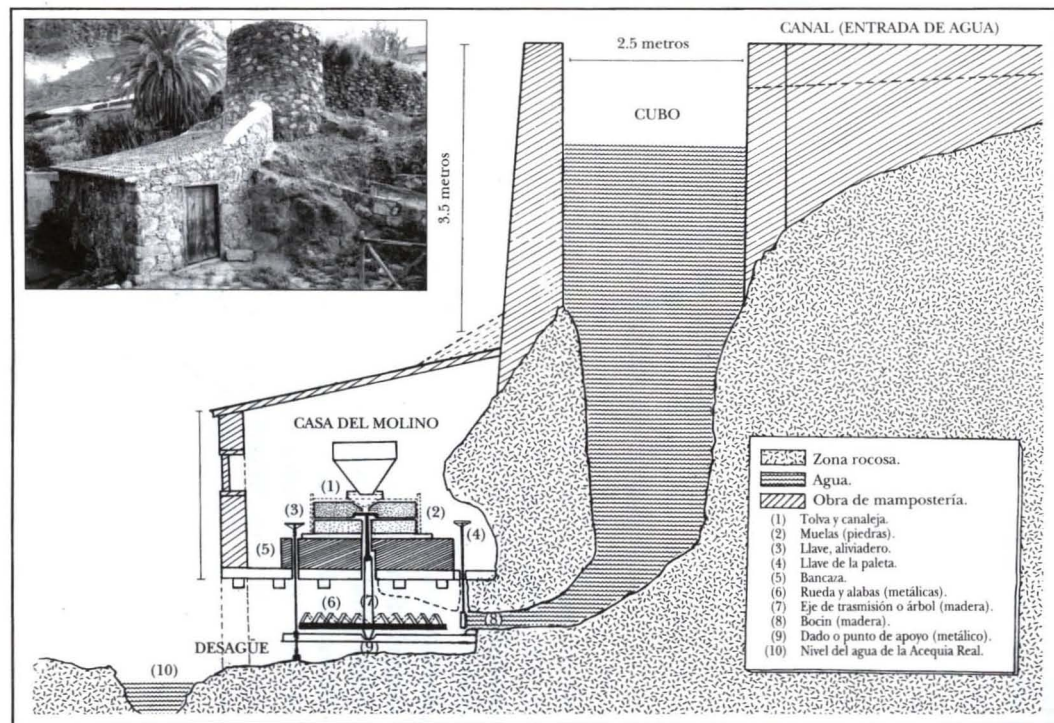 CANAL (ENTRADA DE AGUA)
2.5 metros
CUBO
3.5 metros
CASA DEL MOLINO
(1)
(2)
(3)
(4)
(5)
(6)
(7)
(8)
(9)
DESAGÜE
(10)
Zona rocosa.
Agua.
Obra de mampostería.
(1) Tolva y canaleja.
(2) Muelas (piedras).
(3) Llave, aliviadero.
(4) Llave de la paleta.
(5) Bancaza.
(6) Rueda y alabas (metálicas).
(7) Eje de trasmisión o árbol (madera).
(8) Bocin (madera).
(9) Dado o punto de apoyo (metálico).
(10) Nivel del agua de la Acequia Real.